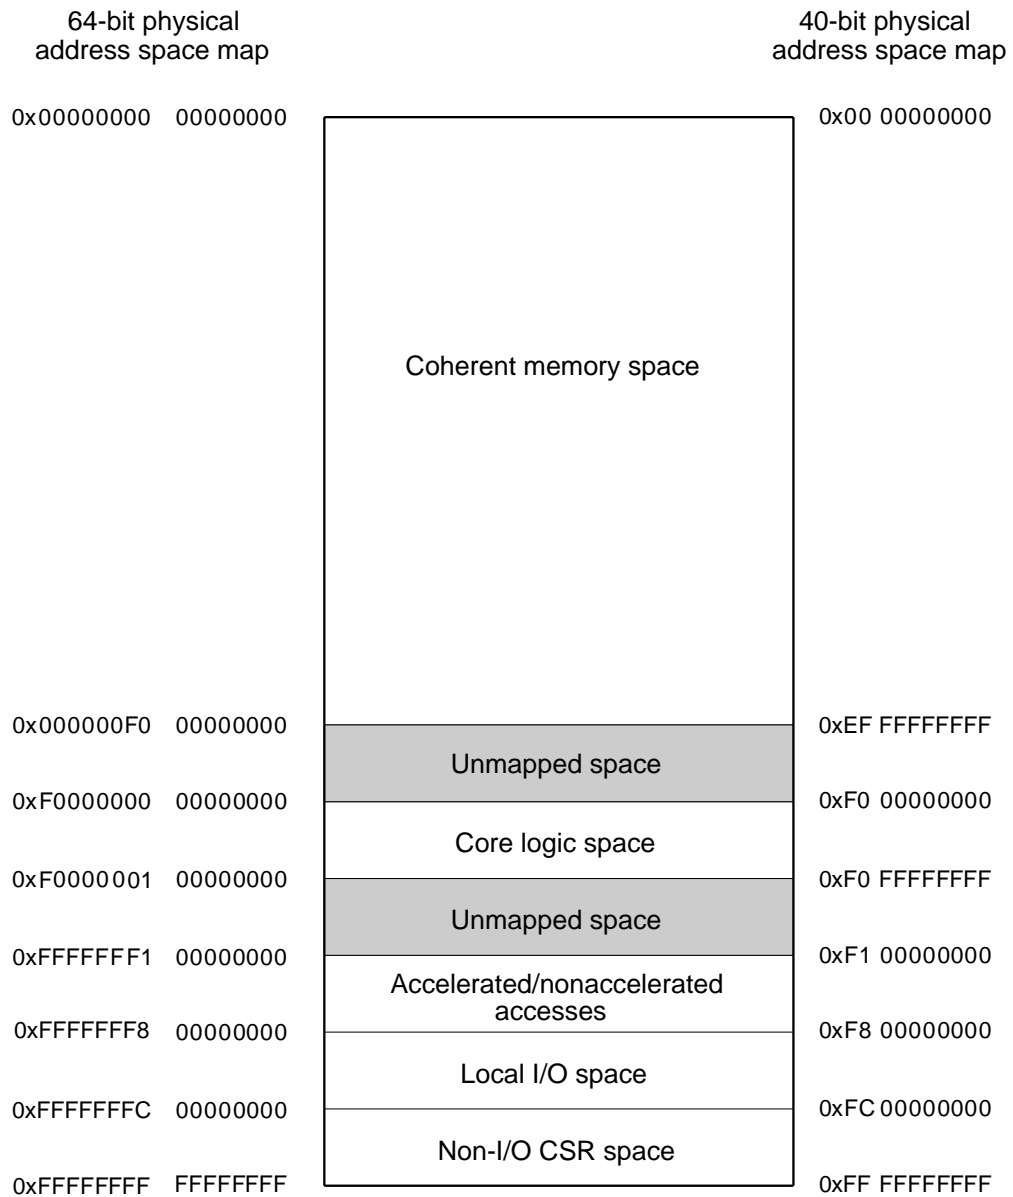 64-bit physical
address space map
40-bit physical
address space map
0x00000000 00000000
0x00 00000000
Coherent memory space
0x000000F0 00000000
0xEF FFFFFFFF
Unmapped space
0xF0000000 00000000
0xF0 00000000
Core logic space
0xF0000001 00000000
0xF0 FFFFFFFF
Unmapped space
0xFFFFFFF1 00000000
0xF1 00000000
Accelerated/nonaccelerated
accesses
0xFFFFFFF8 00000000
0xF8 00000000
Local I/O space
0xFFFFFFFC 00000000
0xFC 00000000
Non-I/O CSR space
0xFFFFFFFF FFFFFFFF
0xFF FFFFFFFF